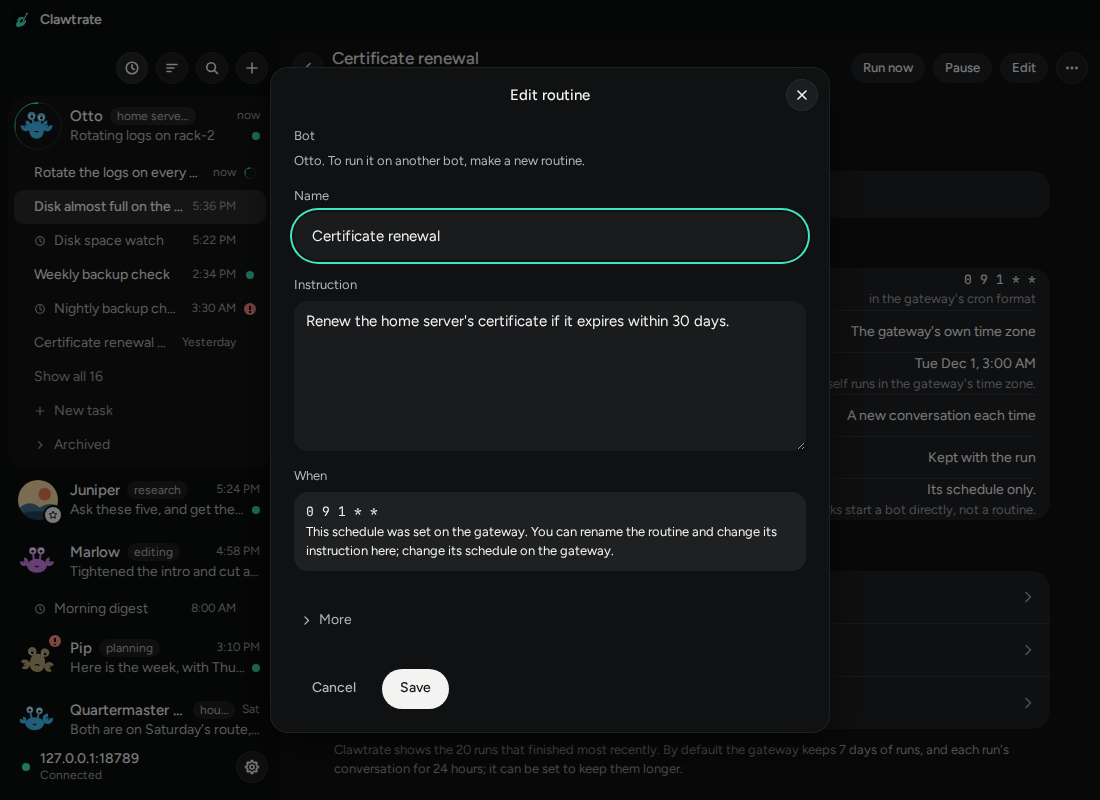 Clawtrate
Otto
home serve...
now
Rotating logs on rack-2
Rotate the logs on every ...
now
Disk almost full on the ...
5:36 PM
Disk space watch
5:22 PM
Weekly backup check
2:34 PM
Nightly backup ch...
3:30 AM
Certificate renewal ...
Yesterday
Show all 16
New task
Archived
Juniper
research
5:24 PM
Ask these five, and get the...
Marlow
editing
4:58 PM
Tightened the intro and cut a...
Morning digest
8:00 AM
Pip
planning
3:10 PM
Here is the week, with Thu...
Quartermaster ...
hou...
Sat
Both are on Saturday's route,...
127.0.0.1:18789
Connected
Certificate renewal
Run now
Pause
Edit
Edit routine
Bot
Otto. To run it on another bot, make a new routine.
Name
Certificate renewal
Instruction
Renew the home server's certificate if it expires within 30 days.
When
0 9 1 * *
This schedule was set on the gateway. You can rename the routine and change its
instruction here; change its schedule on the gateway.
More
Cancel
Save
0 9 1 * *
in the gateway's cron format
The gateway's own time zone
Tue Dec 1, 3:00 AM
self runs in the gateway's time zone.
A new conversation each time
Kept with the run
Its schedule only.
start a bot directly, not a routine.
Clawtrate shows the 20 runs that finished most recently. By default the gateway keeps 7 days of runs, and each run's
conversation for 24 hours; it can be set to keep them longer.